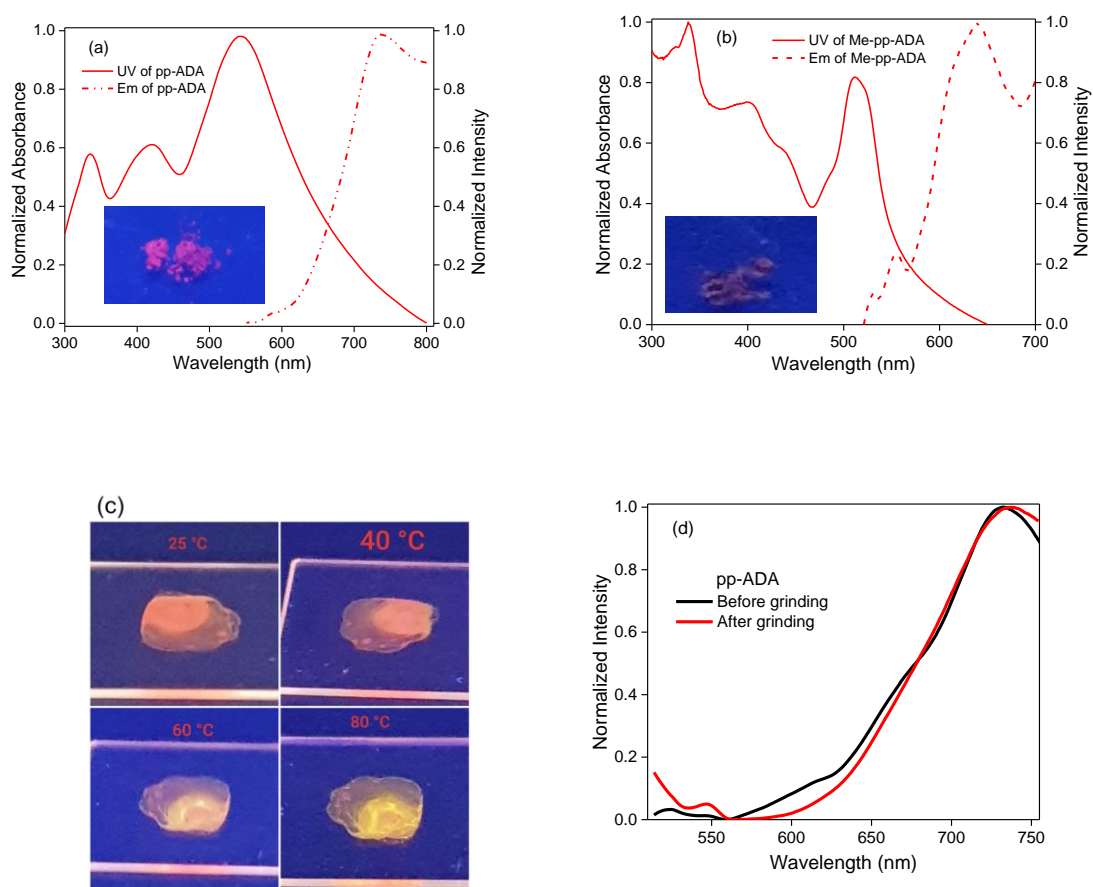 (a)
UV of pp-ADA
Em of pp-ADA
Normalized Absorbance
Normalized Intensity
0.0
0.2
0.4
0.6
0.8
1.0
0.0
0.2
0.4
0.6
0.8
1.0
300 400 500 600 700 800
Wavelength (nm)
(b)
UV of Me-pp-ADA
Em of Me-pp-ADA
Normalized Absorbance
Normalized Intensity
0.0
0.2
0.4
0.6
0.8
1.0
0.0
0.2
0.4
0.6
0.8
1.0
300 400 500 600 700
Wavelength (nm)
(c)
25 °C
40 °C
60 °C
80 °C
(d)
pp-ADA
Before grinding
After grinding
Normalized Intensity
0.0
0.2
0.4
0.6
0.8
1.0
550 600 650 700 750
Wavelength (nm)